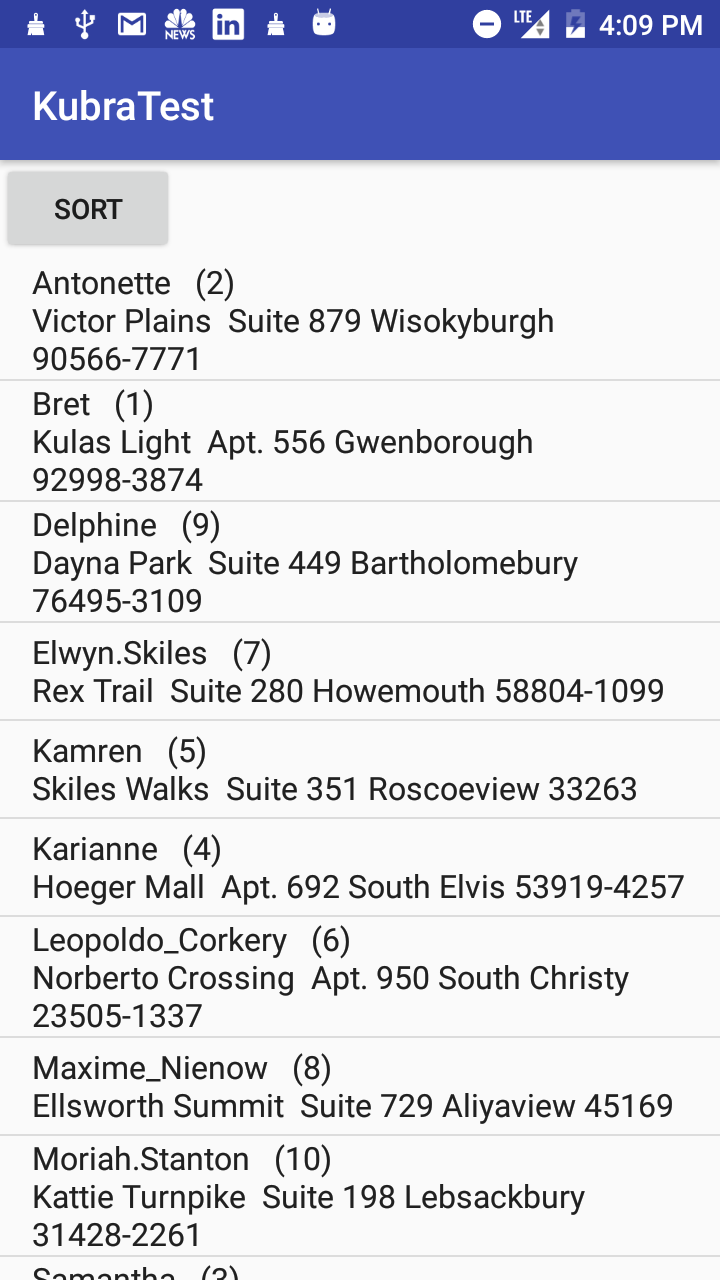 NEWS
in
LTE
4:09 PM
KubraTest
SORT
Antonette (2)
Victor Plains Suite 879 Wisokyburgh
90566-7771
Bret (1)
Kulas Light Apt. 556 Gwenborough
92998-3874
Delphine (9)
Dayna Park Suite 449 Bartholomebury
76495-3109
Elwyn.Skiles (7)
Rex Trail Suite 280 Howemouth 58804-1099
Kamren (5)
Skiles Walks Suite 351 Roscoeview 33263
Karianne (4)
Hoeger Mall Apt. 692 South Elvis 53919-4257
Leopoldo_Corkery (6)
Norberto Crossing Apt. 950 South Christy
23505-1337
Maxime_Nienow (8)
Ellsworth Summit Suite 729 Aliyaview 45169
Moriah.Stanton (10)
Kattie Turnpike Suite 198 Lebsackbury
31428-2261
Samantha (3)